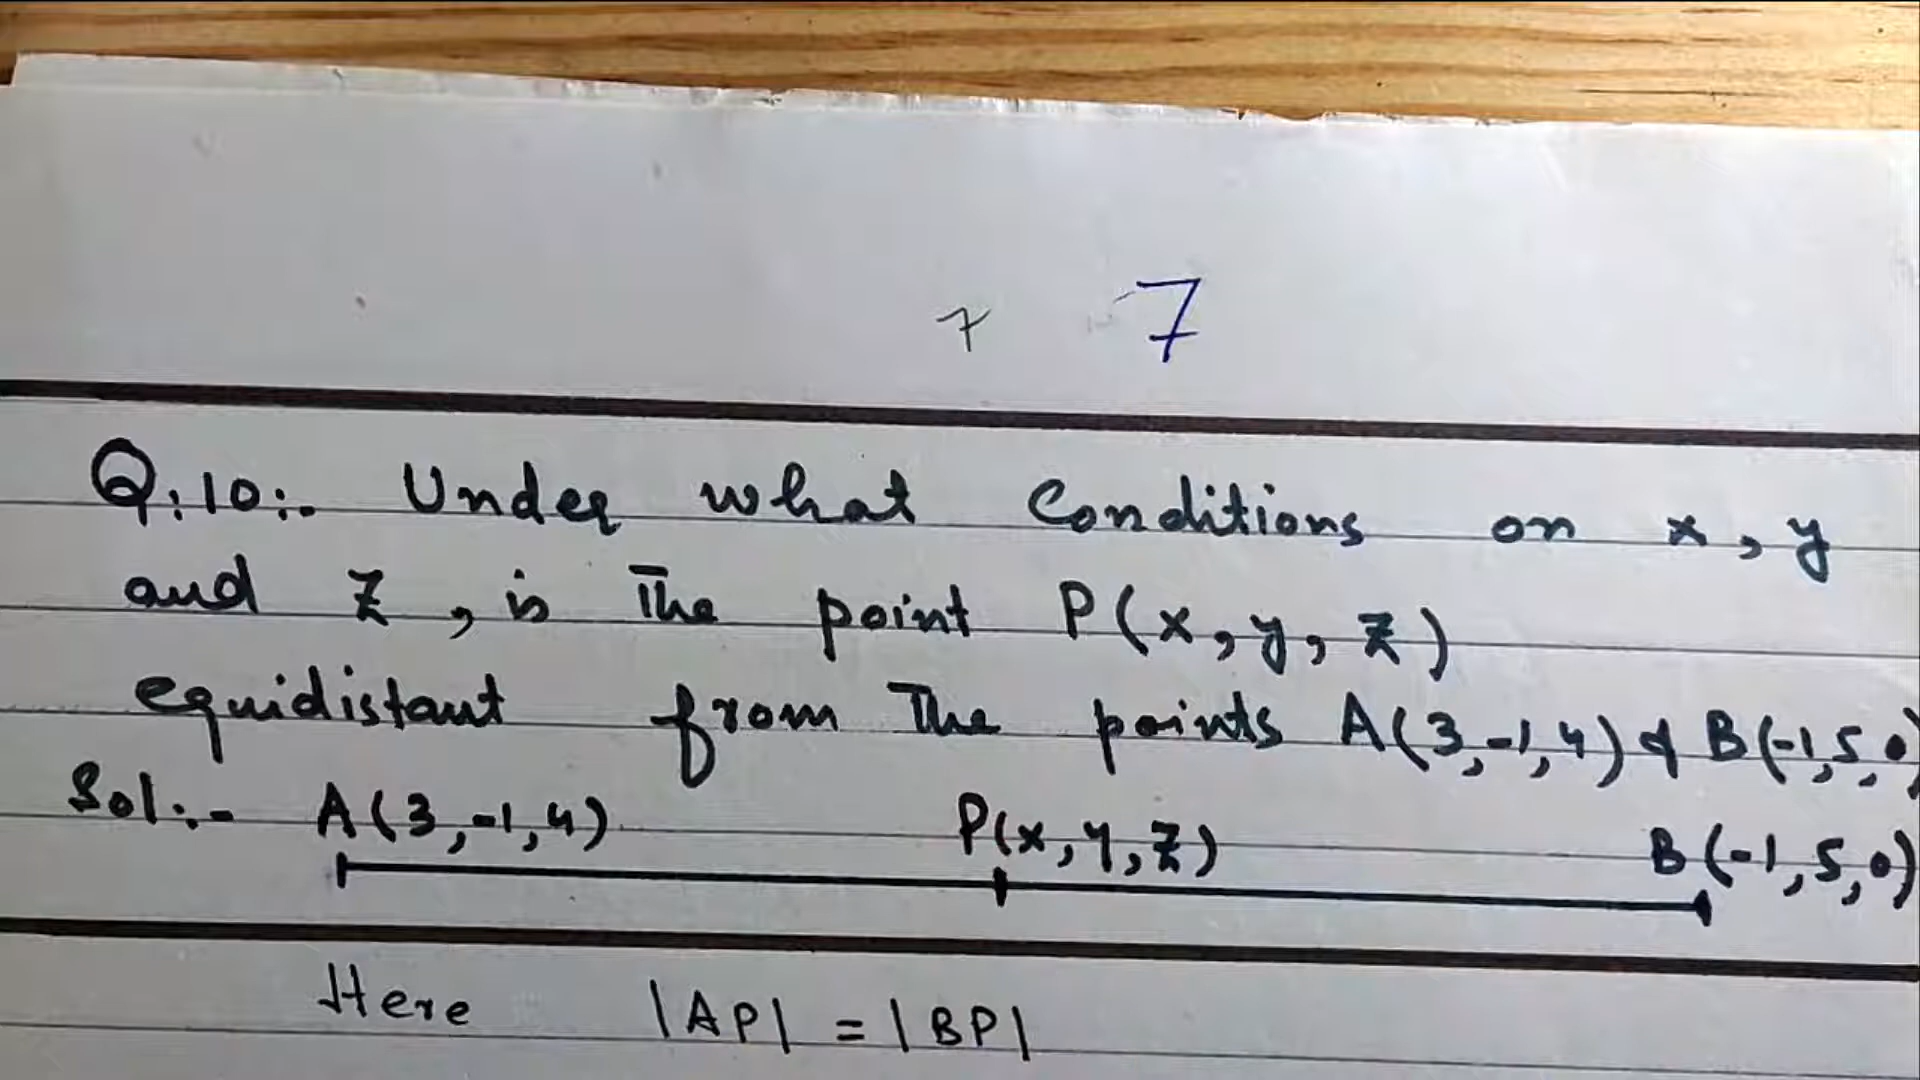 7 7
Q:10:- Under what Conditions on x, y
and z, is The point P(x, y, z)
equidistant from The points A(3,-1,4) & B(-1,5,0)
Sol:- A(3,-1,4) P(x,y,z) B(-1,5,0)
Here |AP| = |BP|